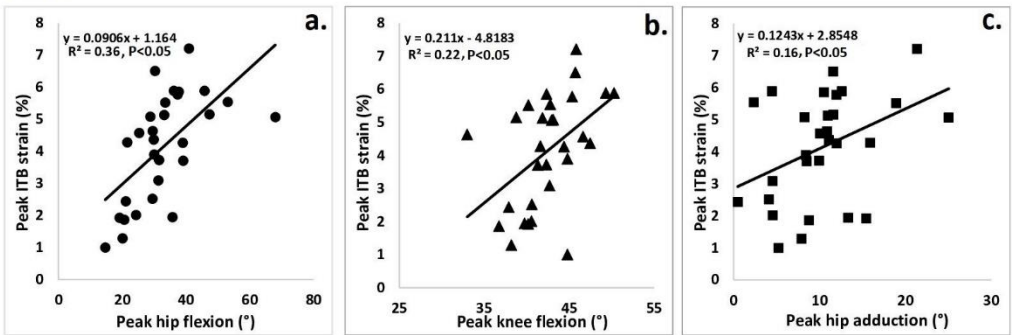 a.
y = 0.0906x + 1.164
R² = 0.36, P<0.05
Peak ITB strain (%)
8
7
6
5
4
3
2
1
0
0 20 40 60 80
Peak hip flexion (°)
b.
y = 0.211x - 4.8183
R² = 0.22, P<0.05
Peak ITB strain (%)
8
7
6
5
4
3
2
1
0
25 35 45 55
Peak knee flexion (°)
c.
y = 0.1243x + 2.8548
R² = 0.16, P<0.05
Peak ITB strain (%)
8
7
6
5
4
3
2
1
0
0 10 20 30
Peak hip adduction (°)